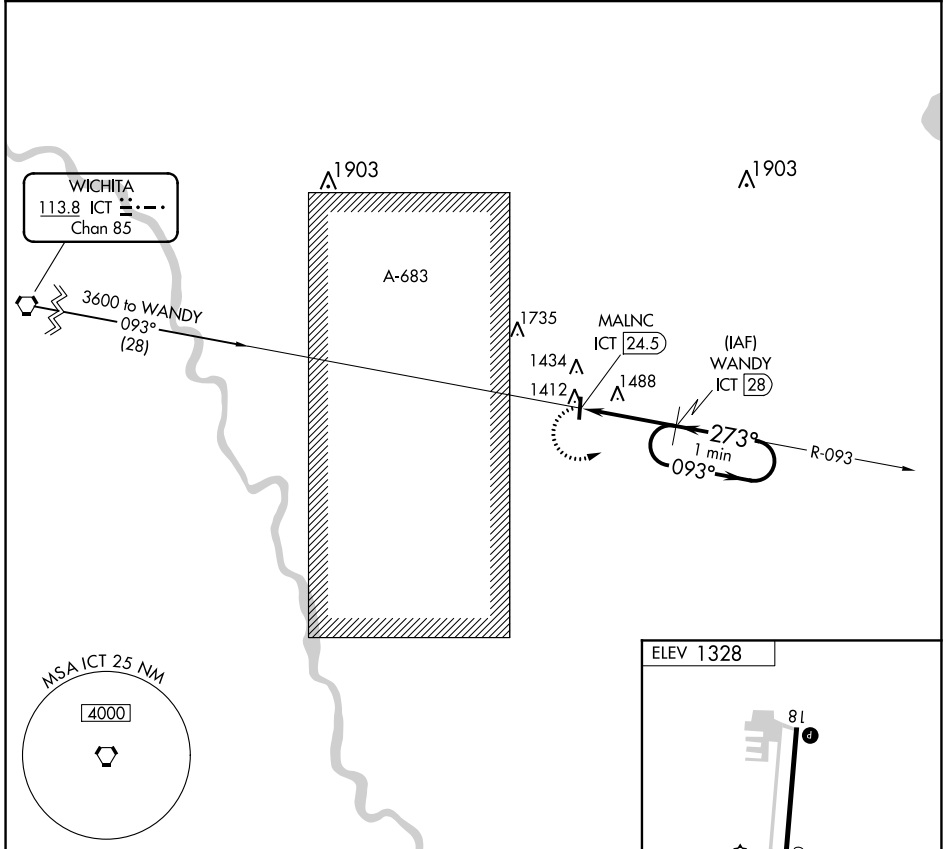 1903
1903
WICHITA
113.8 ICT
Chan 85
A-683
3600 to WANDY
093°
(28)
1735
MALNC
ICT 24.5
(IAF)
WANDY
ICT 28
1434
1412
1488
273°
1 min
093°
R-093
MSA ICT 25 NM
4000
ELEV 1328
18
P